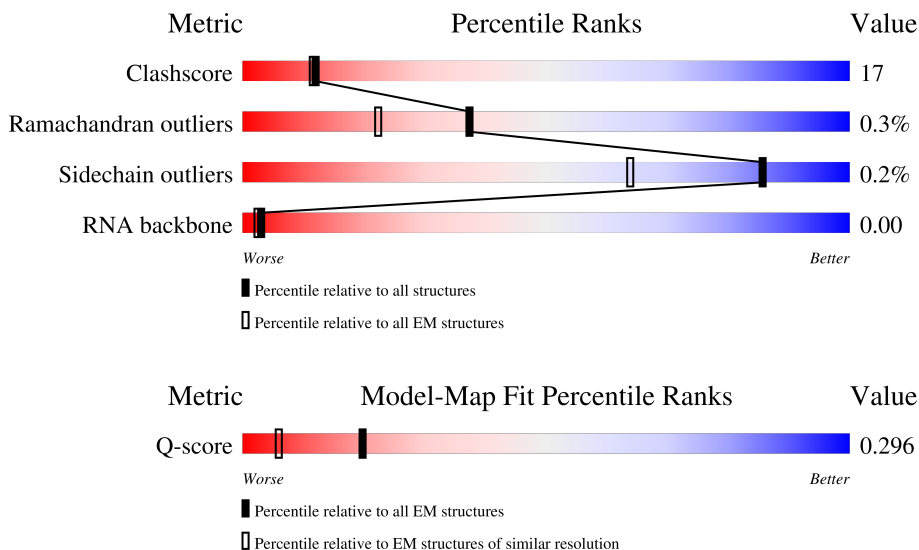 Metric Percentile Ranks Value
Clashscore 17
Ramachandran outliers 0.3%
Sidechain outliers 0.2%
RNA backbone 0.00
Worse Better
Percentile relative to all structures
Percentile relative to all EM structures
Metric Model-Map Fit Percentile Ranks Value
Q-score 0.296
Worse Better
Percentile relative to all EM structures
Percentile relative to EM structures of similar resolution